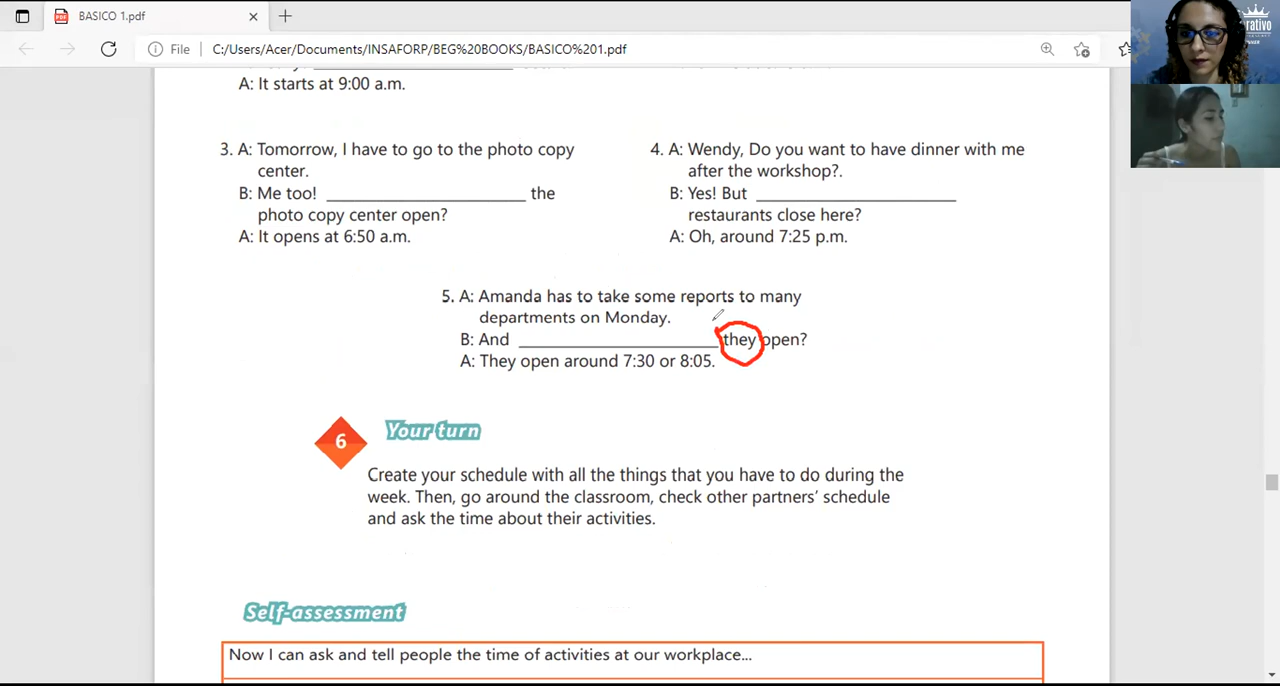 BASICO 1.pdf
File C:/Users/Acer/Documents/INSAFORP/BEG%20BOOKS/BASICO%201.pdf
rativo
A: It starts at 9:00 a.m.
3. A: Tomorrow, I have to go to the photo copy
center.
B: Me too! ______________________ the
photo copy center open?
A: It opens at 6:50 a.m.
4. A: Wendy, Do you want to have dinner with me
after the workshop?.
B: Yes! But ______________________
restaurants close here?
A: Oh, around 7:25 p.m.
5. A: Amanda has to take some reports to many
departments on Monday.
B: And ______________________ they open?
A: They open around 7:30 or 8:05.
6 Your turn
Create your schedule with all the things that you have to do during the
week. Then, go around the classroom, check other partners’ schedule
and ask the time about their activities.
Self-assessment
Now I can ask and tell people the time of activities at our workplace...